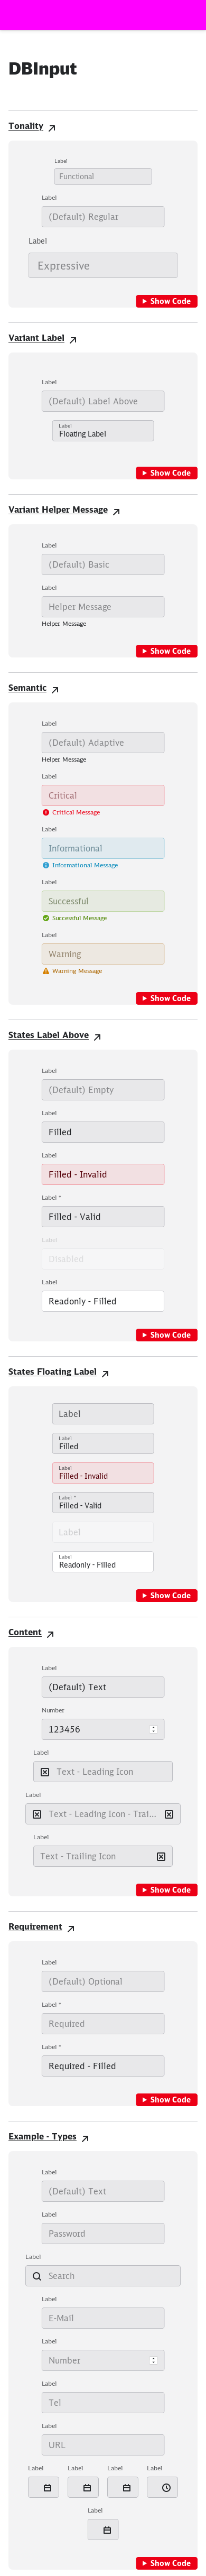 DBInput
Tonality
Label
Functional
Label
(Default) Regular
Label
Expressive
Show Code
Variant Label
Label
(Default) Label Above
Label
Floating Label
Show Code
Variant Helper Message
Label
(Default) Basic
Label
Helper Message
Helper Message
Show Code
Semantic
Label
(Default) Adaptive
Helper Message
Label
Critical
Critical Message
Label
Informational
Informational Message
Label
Successful
Successful Message
Label
Warning
Warning Message
Show Code
States Label Above
Label
(Default) Empty
Label
Filled
Label
Filled - Invalid
Label *
Filled - Valid
Label
Disabled
Label
Readonly - Filled
Show Code
States Floating Label
Label
Label
Filled
Label
Filled - Invalid
Label *
Filled - Valid
Label
Label
Readonly - Filled
Show Code
Content
Label
(Default) Text
Number
123456
Label
Text - Leading Icon
Label
Text - Leading Icon - Trai...
Label
Text - Trailing Icon
Show Code
Requirement
Label
(Default) Optional
Label *
Required
Label *
Required - Filled
Show Code
Example - Types
Label
(Default) Text
Label
Password
Label
Search
Label
E-Mail
Label
Number
Label
Tel
Label
URL
Label Label Label Label
Label
Show Code